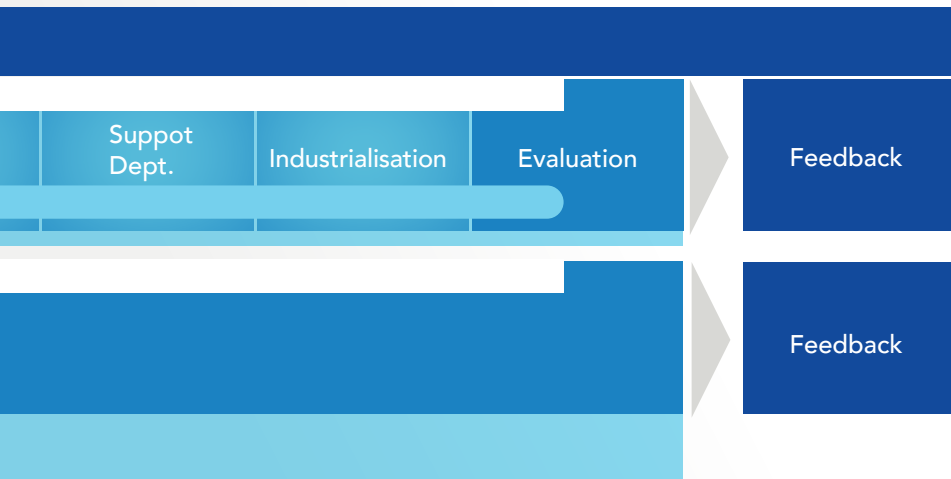 Suppot
Dept.
Industrialisation
Evaluation
Feedback
Feedback